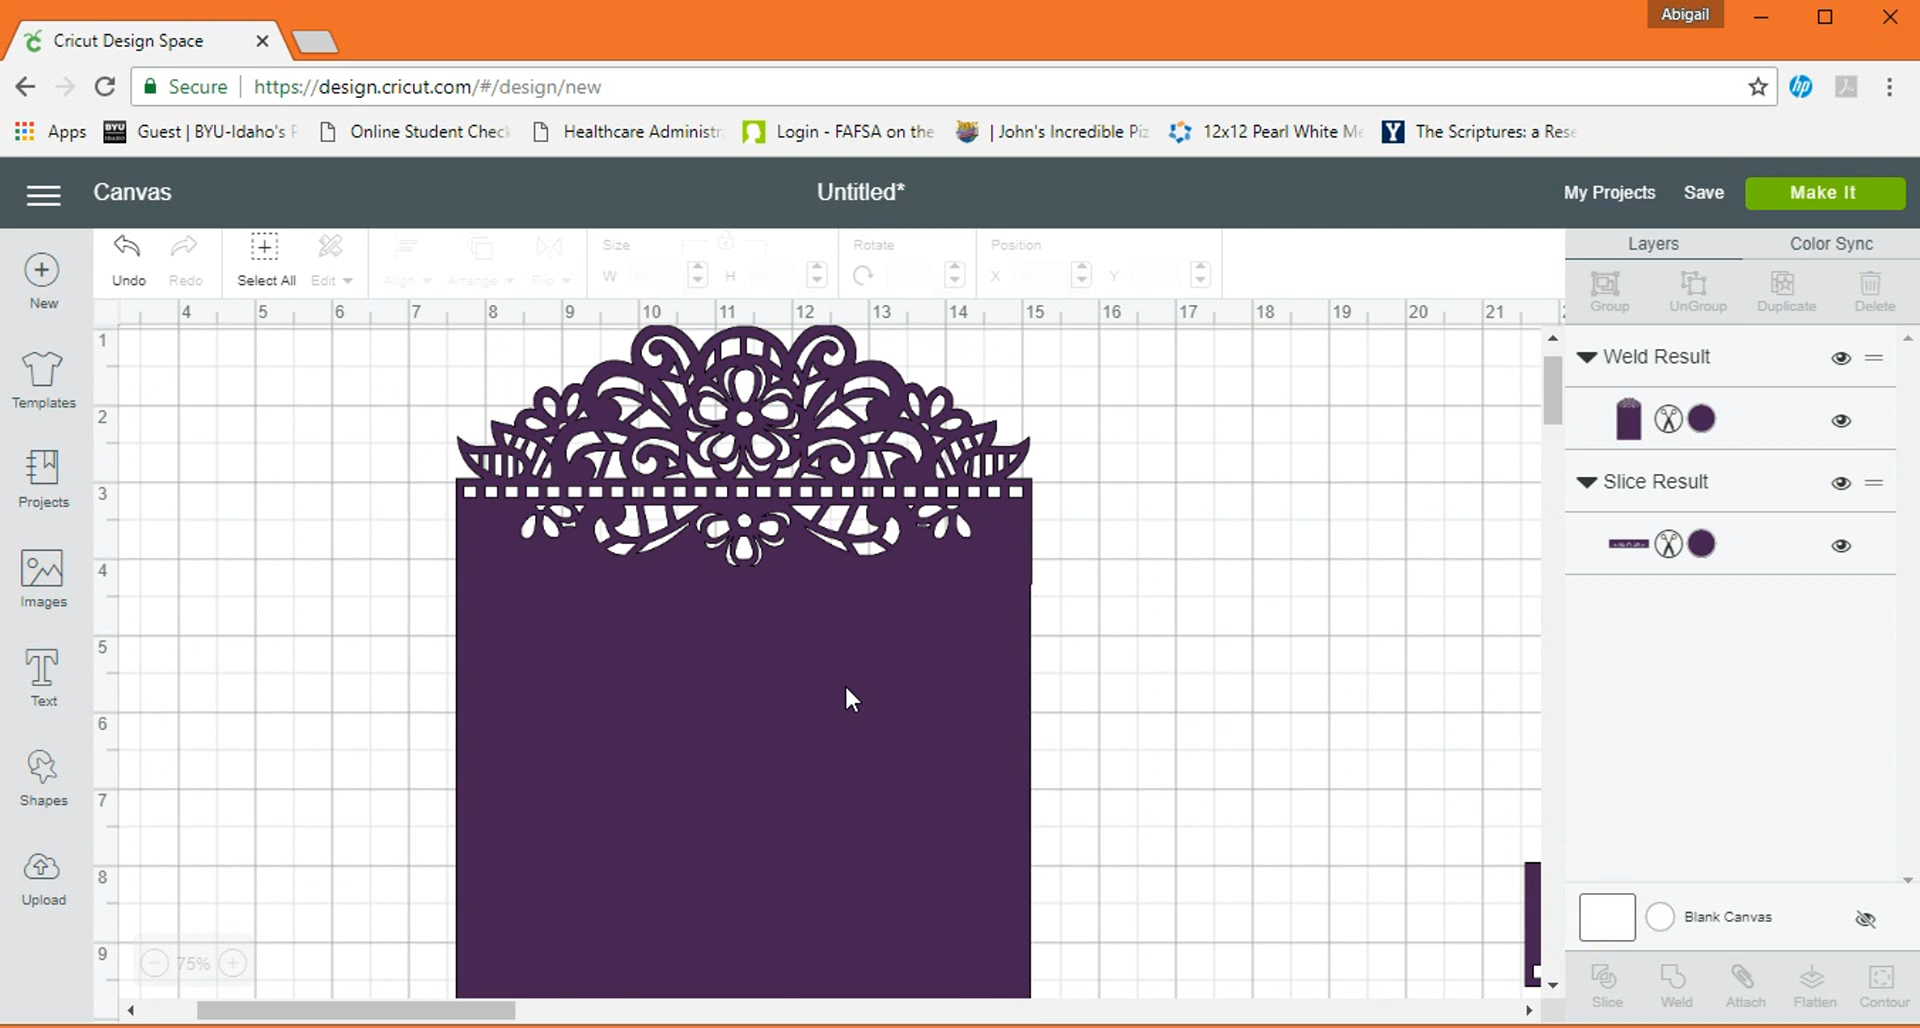 Abigail
Cricut Design Space
Secure https://design.cricut.com/#/design/new
Apps Guest | BYU-Idaho's Online Student Chec Healthcare Administr Login - FAFSA on the | John's Incredible Piz 12x12 Pearl White Me The Scriptures: a Rese
Canvas Untitled* My Projects Save Make It
Undo Redo Select All Edit Align Arrange Flip Size W H Rotate Position X Y
Layers Color Sync
Group UnGroup Duplicate Delete
4 5 6 7 8 9 10 11 12 13 14 15 16 17 18 19 20 21
1
2
3
4
5
6
7
8
9
New
Templates
Projects
Images
Text
Shapes
Upload
75%
Weld Result
Slice Result
Blank Canvas
Slice Weld Attach Flatten Contour